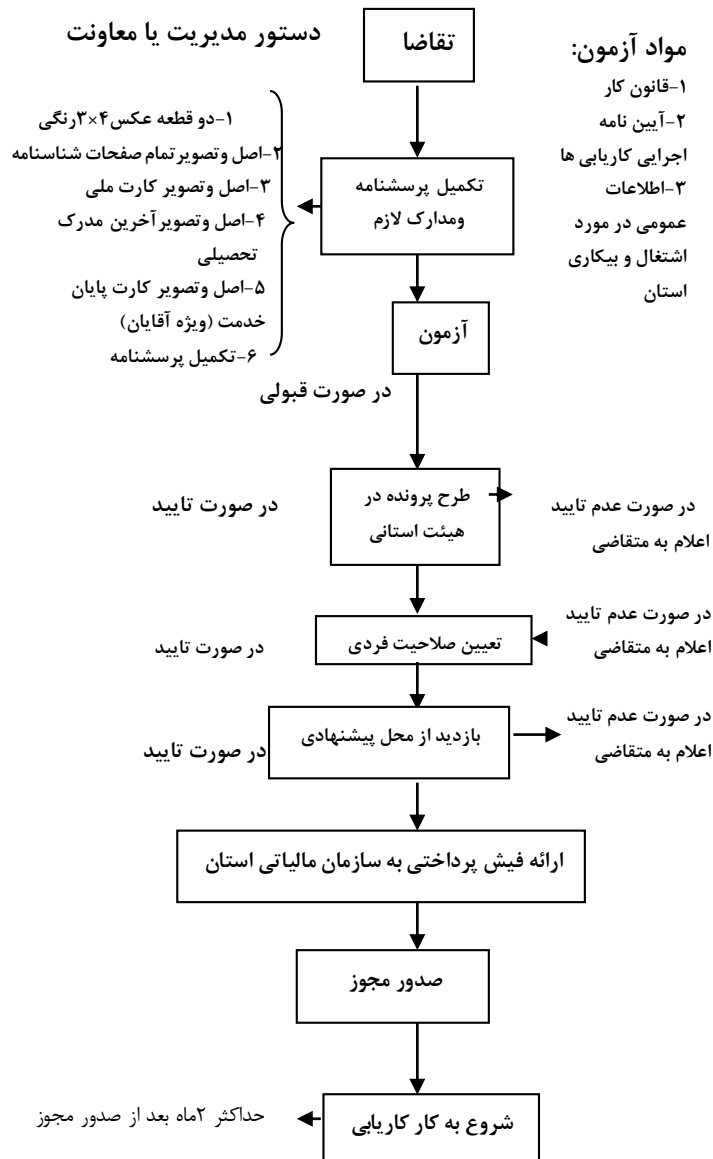 دستور مدیریت یا معاونت
تقاضا
مواد آزمون:
۱-قانون کار
۲-آیین نامه
اجرایی کاریابی ها
۳-اطلاعات
عمومی در مورد
اشتغال و بیکاری
استان
۱-دو قطعه عکس۴×۳رنگی
۲-اصل وتصویرتمام صفحات شناسنامه
۳-اصل وتصویر کارت ملی
۴-اصل وتصویرآخرین مدرک
تحصیلی
۵-اصل وتصویر کارت پایان
خدمت (ویژه آقایان)
۶-تکمیل پرسشنامه
تکمیل پرسشنامه
ومدارک لازم
آزمون
در صورت قبولی
طرح پرونده در
هیئت استانی
در صورت تایید
در صورت عدم تایید
اعلام به متقاضی
تعیین صلاحیت فردی
در صورت تایید
در صورت عدم تایید
اعلام به متقاضی
بازدید از محل پیشنهادی
در صورت تایید
در صورت عدم تایید
اعلام به متقاضی
ارائه فیش پرداختی به سازمان مالیاتی استان
صدور مجوز
شروع به کار کاریابی
حداکثر ۲ماه بعد از صدور مجوز